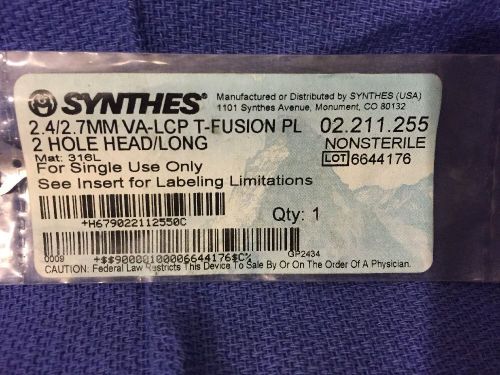 SYNTHES®
Manufactured or Distributed by SYNTHES (USA)
1101 Synthes Avenue, Monument, CO 80132
2.4/2.7MM VA-LCP T-FUSION PL 02.211.255
2 HOLE HEAD/LONG NONSTERILE
Mat: 316L LOT 6644176
For Single Use Only
See Insert for Labeling Limitations
+H679022112550C Qty: 1
0009 +$$90000100006644176$C% GP2434
CAUTION: Federal Law Restricts This Device To Sale By Or On The Order Of A Physician.